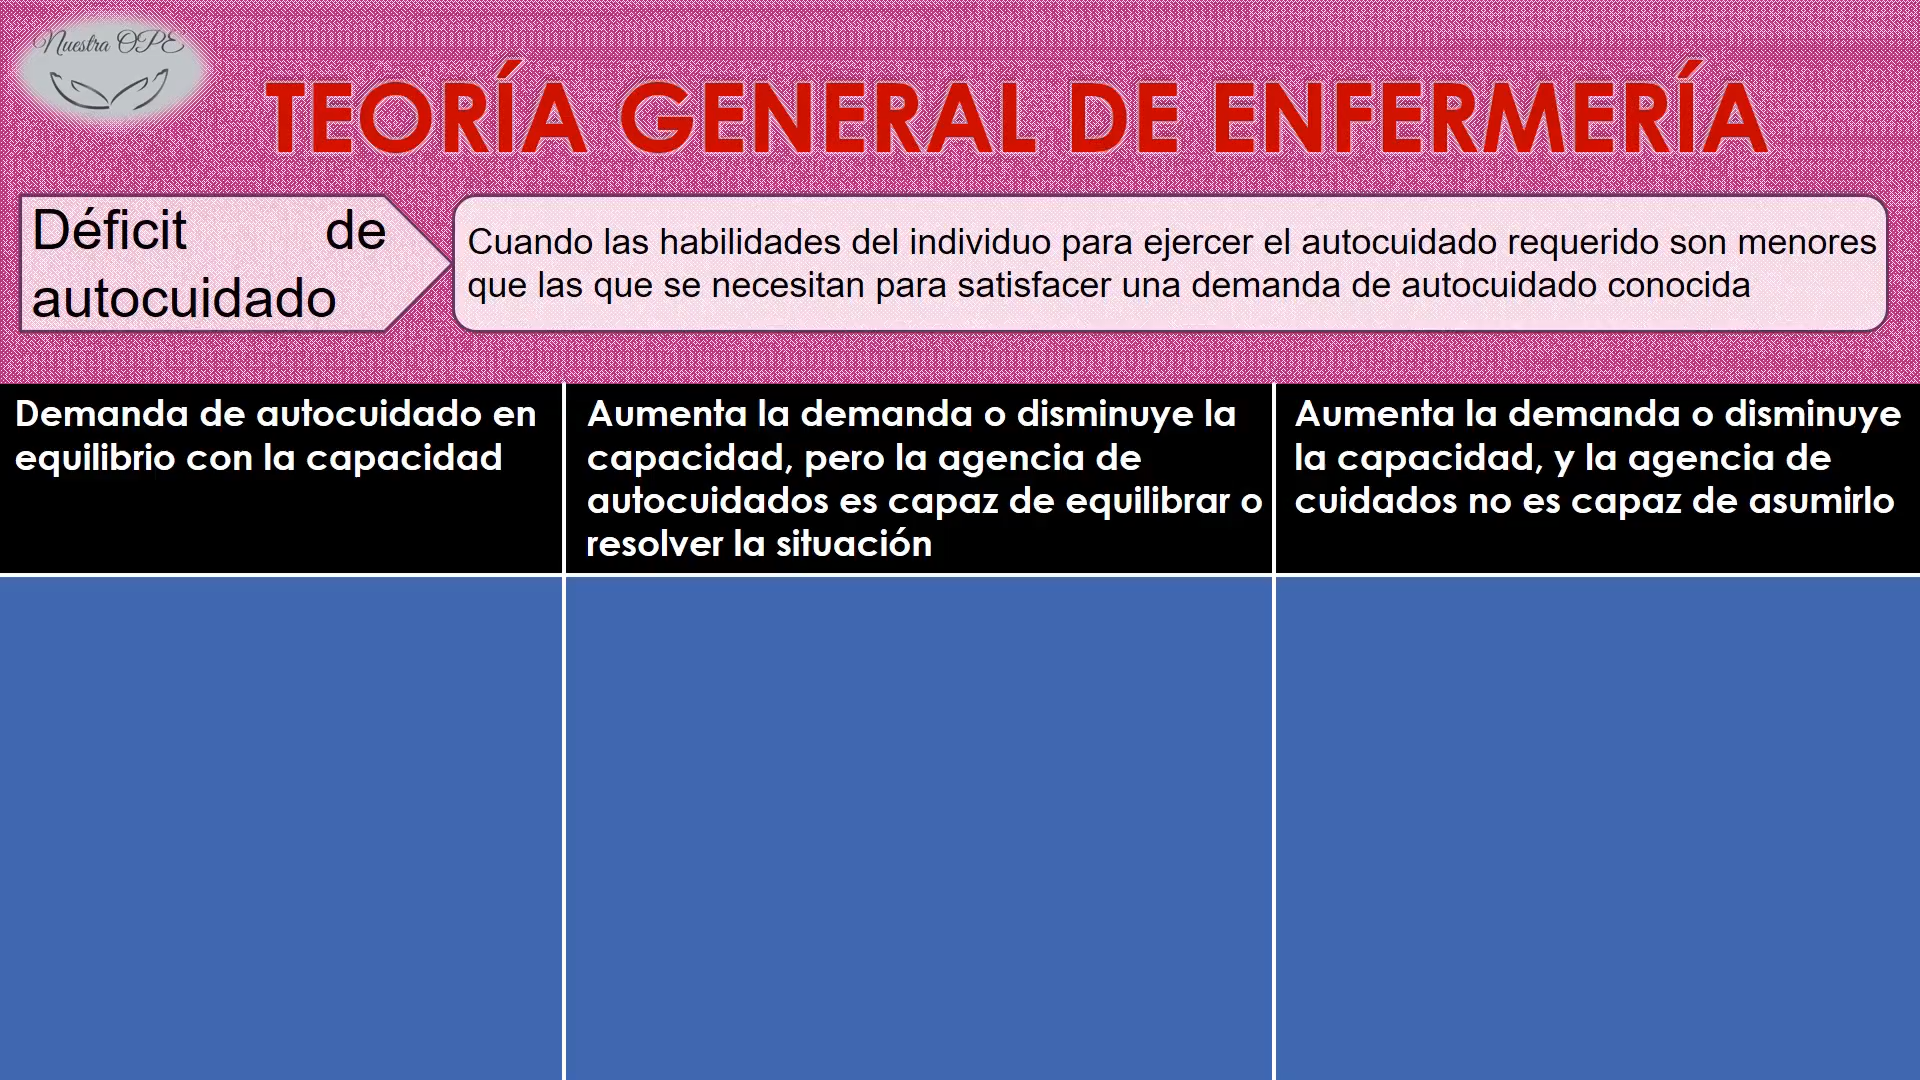 Nuestra OPE
TEORÍA GENERAL DE ENFERMERÍA
Déficit de
autocuidado
Cuando las habilidades del individuo para ejercer el autocuidado requerido son menores
que las que se necesitan para satisfacer una demanda de autocuidado conocida
Demanda de autocuidado en
equilibrio con la capacidad
Aumenta la demanda o disminuye la
capacidad, pero la agencia de
autocuidados es capaz de equilibrar o
resolver la situación
Aumenta la demanda o disminuye
la capacidad, y la agencia de
cuidados no es capaz de asumirlo